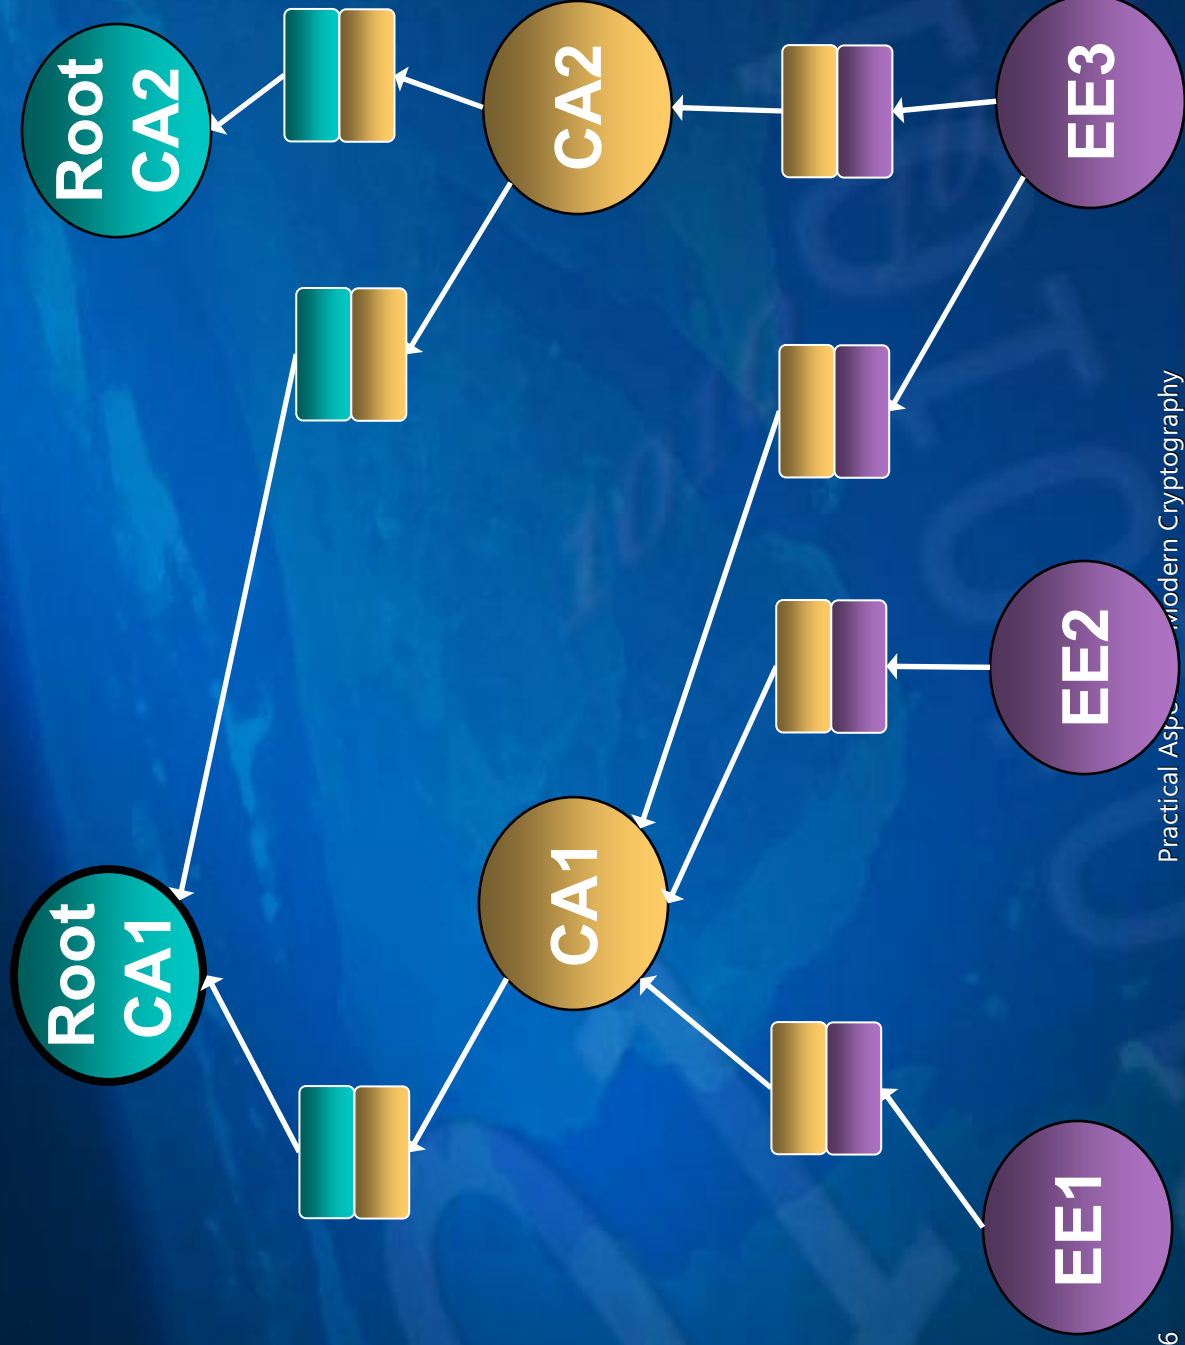 Root
CA1
Root
CA2
CA1
CA2
EE1
EE2
EE3
6
Practical Aspe Modern Cryptography